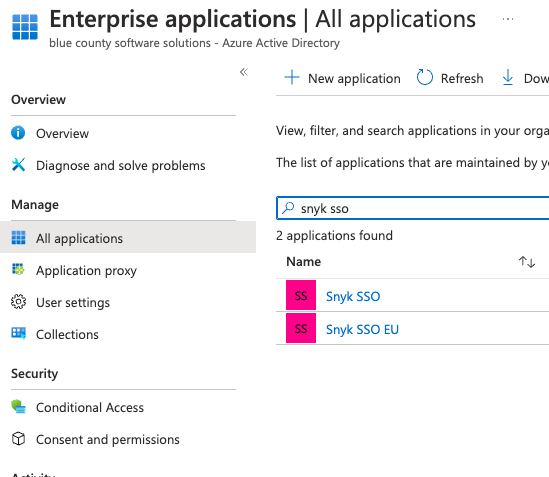 Enterprise applications | All applications ...
blue county software solutions - Azure Active Directory
«
Overview
Overview
Diagnose and solve problems
Manage
All applications
Application proxy
User settings
Collections
Security
Conditional Access
Consent and permissions
Activity
+ New application Refresh Dow
View, filter, and search applications in your orga
The list of applications that are maintained by yo
snyk sso
2 applications found
Name ↑↓
SS Snyk SSO
SS Snyk SSO EU